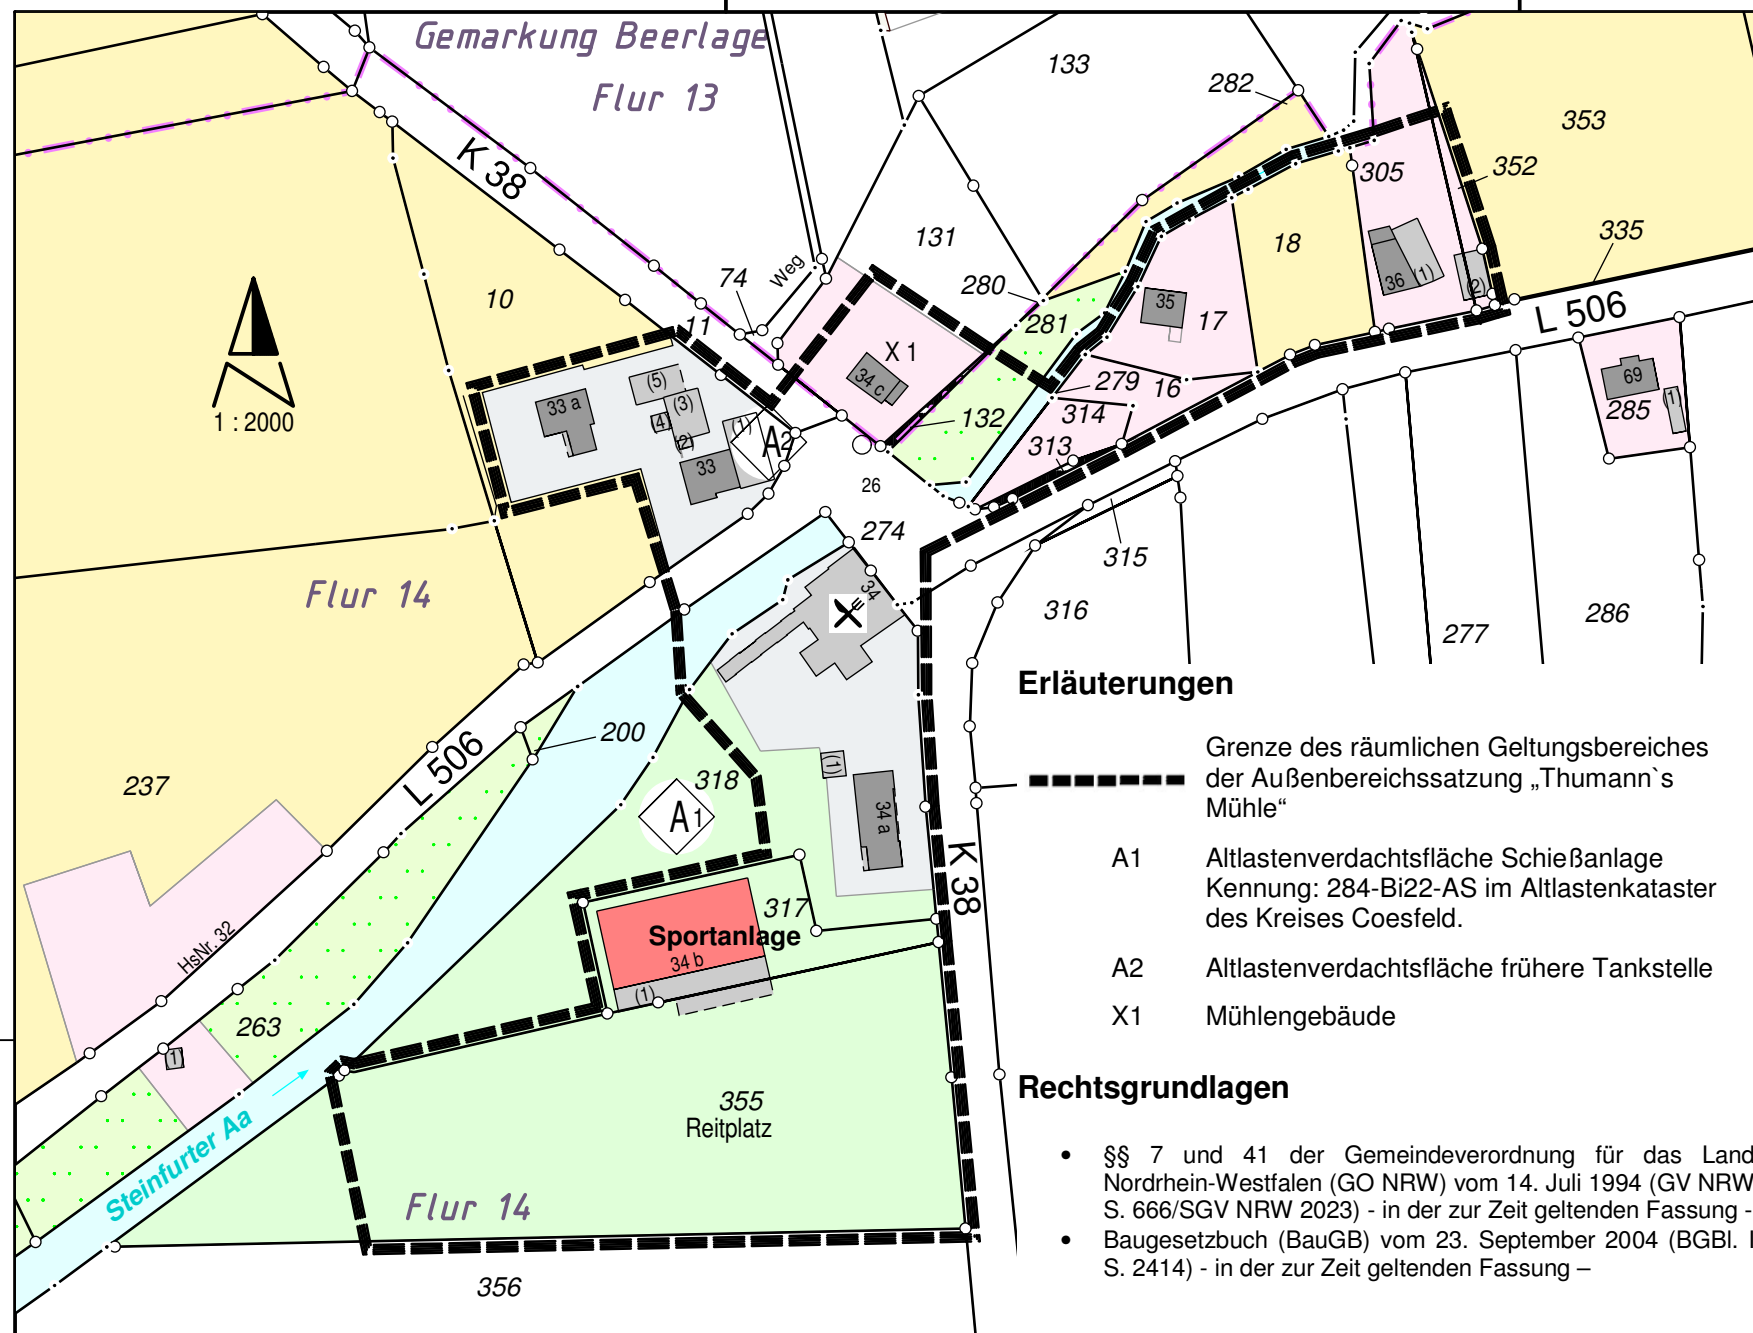 Gemarkung Beerlage
Flur 13
133
282
353
K 38
305
352
131
18
335
74
Weg
280
10
36
(1)
(2)
281
35
17
L 506
11
X 1
34 c
1 : 2000
(5)
33 a
(3)
(4)
(2)
(1)
A2
33
279
16
314
132
313
69
285
(1)
26
274
315
Flur 14
34
316
277
286
Erläuterungen
200
Grenze des räumlichen Geltungsbereiches
der Außenbereichssatzung „Thumann`s
Mühle“
237
L 506
318
(1)
A1
34 a
K 38
A1 Altlastenverdachtsfläche Schießanlage
Kennung: 284-Bi22-AS im Altlastenkataster
des Kreises Coesfeld.
317
Sportanlage
34 b
(1)
HsNr. 32
A2 Altlastenverdachtsfläche frühere Tankstelle
X1 Mühlengebäude
263
(1)
Rechtsgrundlagen
355
Reitplatz
Steinfurter Aa
Flur 14
• §§ 7 und 41 der Gemeindeverordnung für das Land
Nordrhein-Westfalen (GO NRW) vom 14. Juli 1994 (GV NRW
S. 666/SGV NRW 2023) - in der zur Zeit geltenden Fassung -
• Baugesetzbuch (BauGB) vom 23. September 2004 (BGBl. I
S. 2414) - in der zur Zeit geltenden Fassung –
356